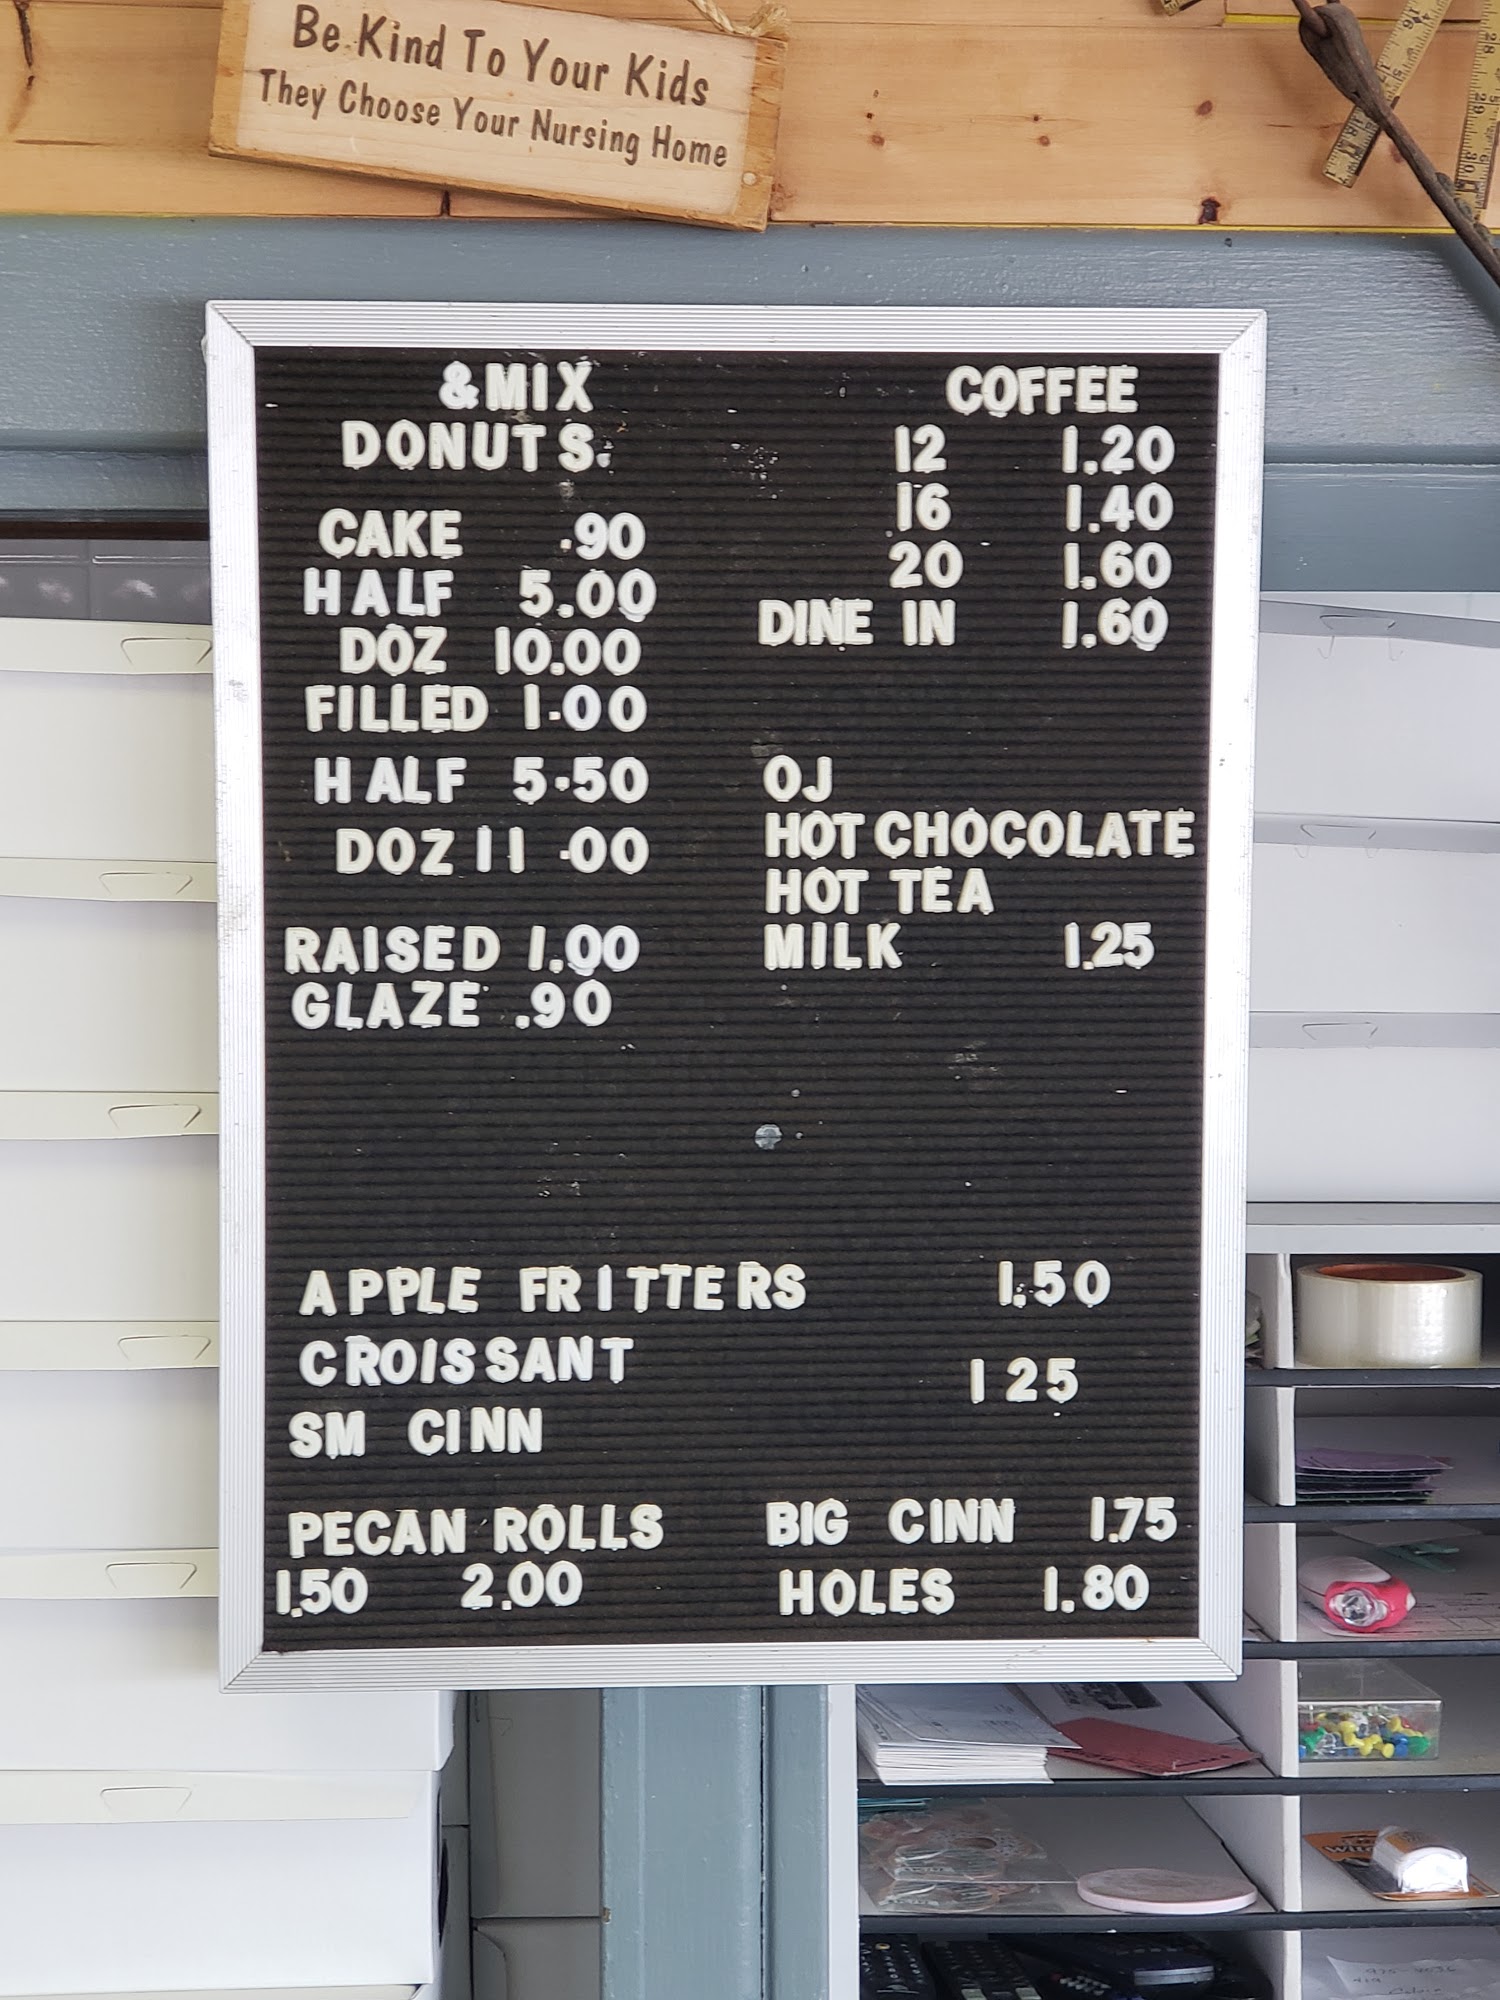 Be Kind To Your Kids
They Choose Your Nursing Home
&MIX
DONUTS.
CAKE .90
HALF 5.00
DOZ 10.00
FILLED 1.00
HALF 5.50
DOZ 11.00
RAISED 1.00
GLAZE .90
COFFEE
12 1.20
16 1.40
20 1.60
DINE IN 1.60
OJ
HOT CHOCOLATE
HOT TEA
MILK 1.25
APPLE FRITTERS 1.50
CROISSANT
125
SM CINN
PECAN ROLLS
1.50 2.00
BIG CINN 1.75
HOLES 1.80